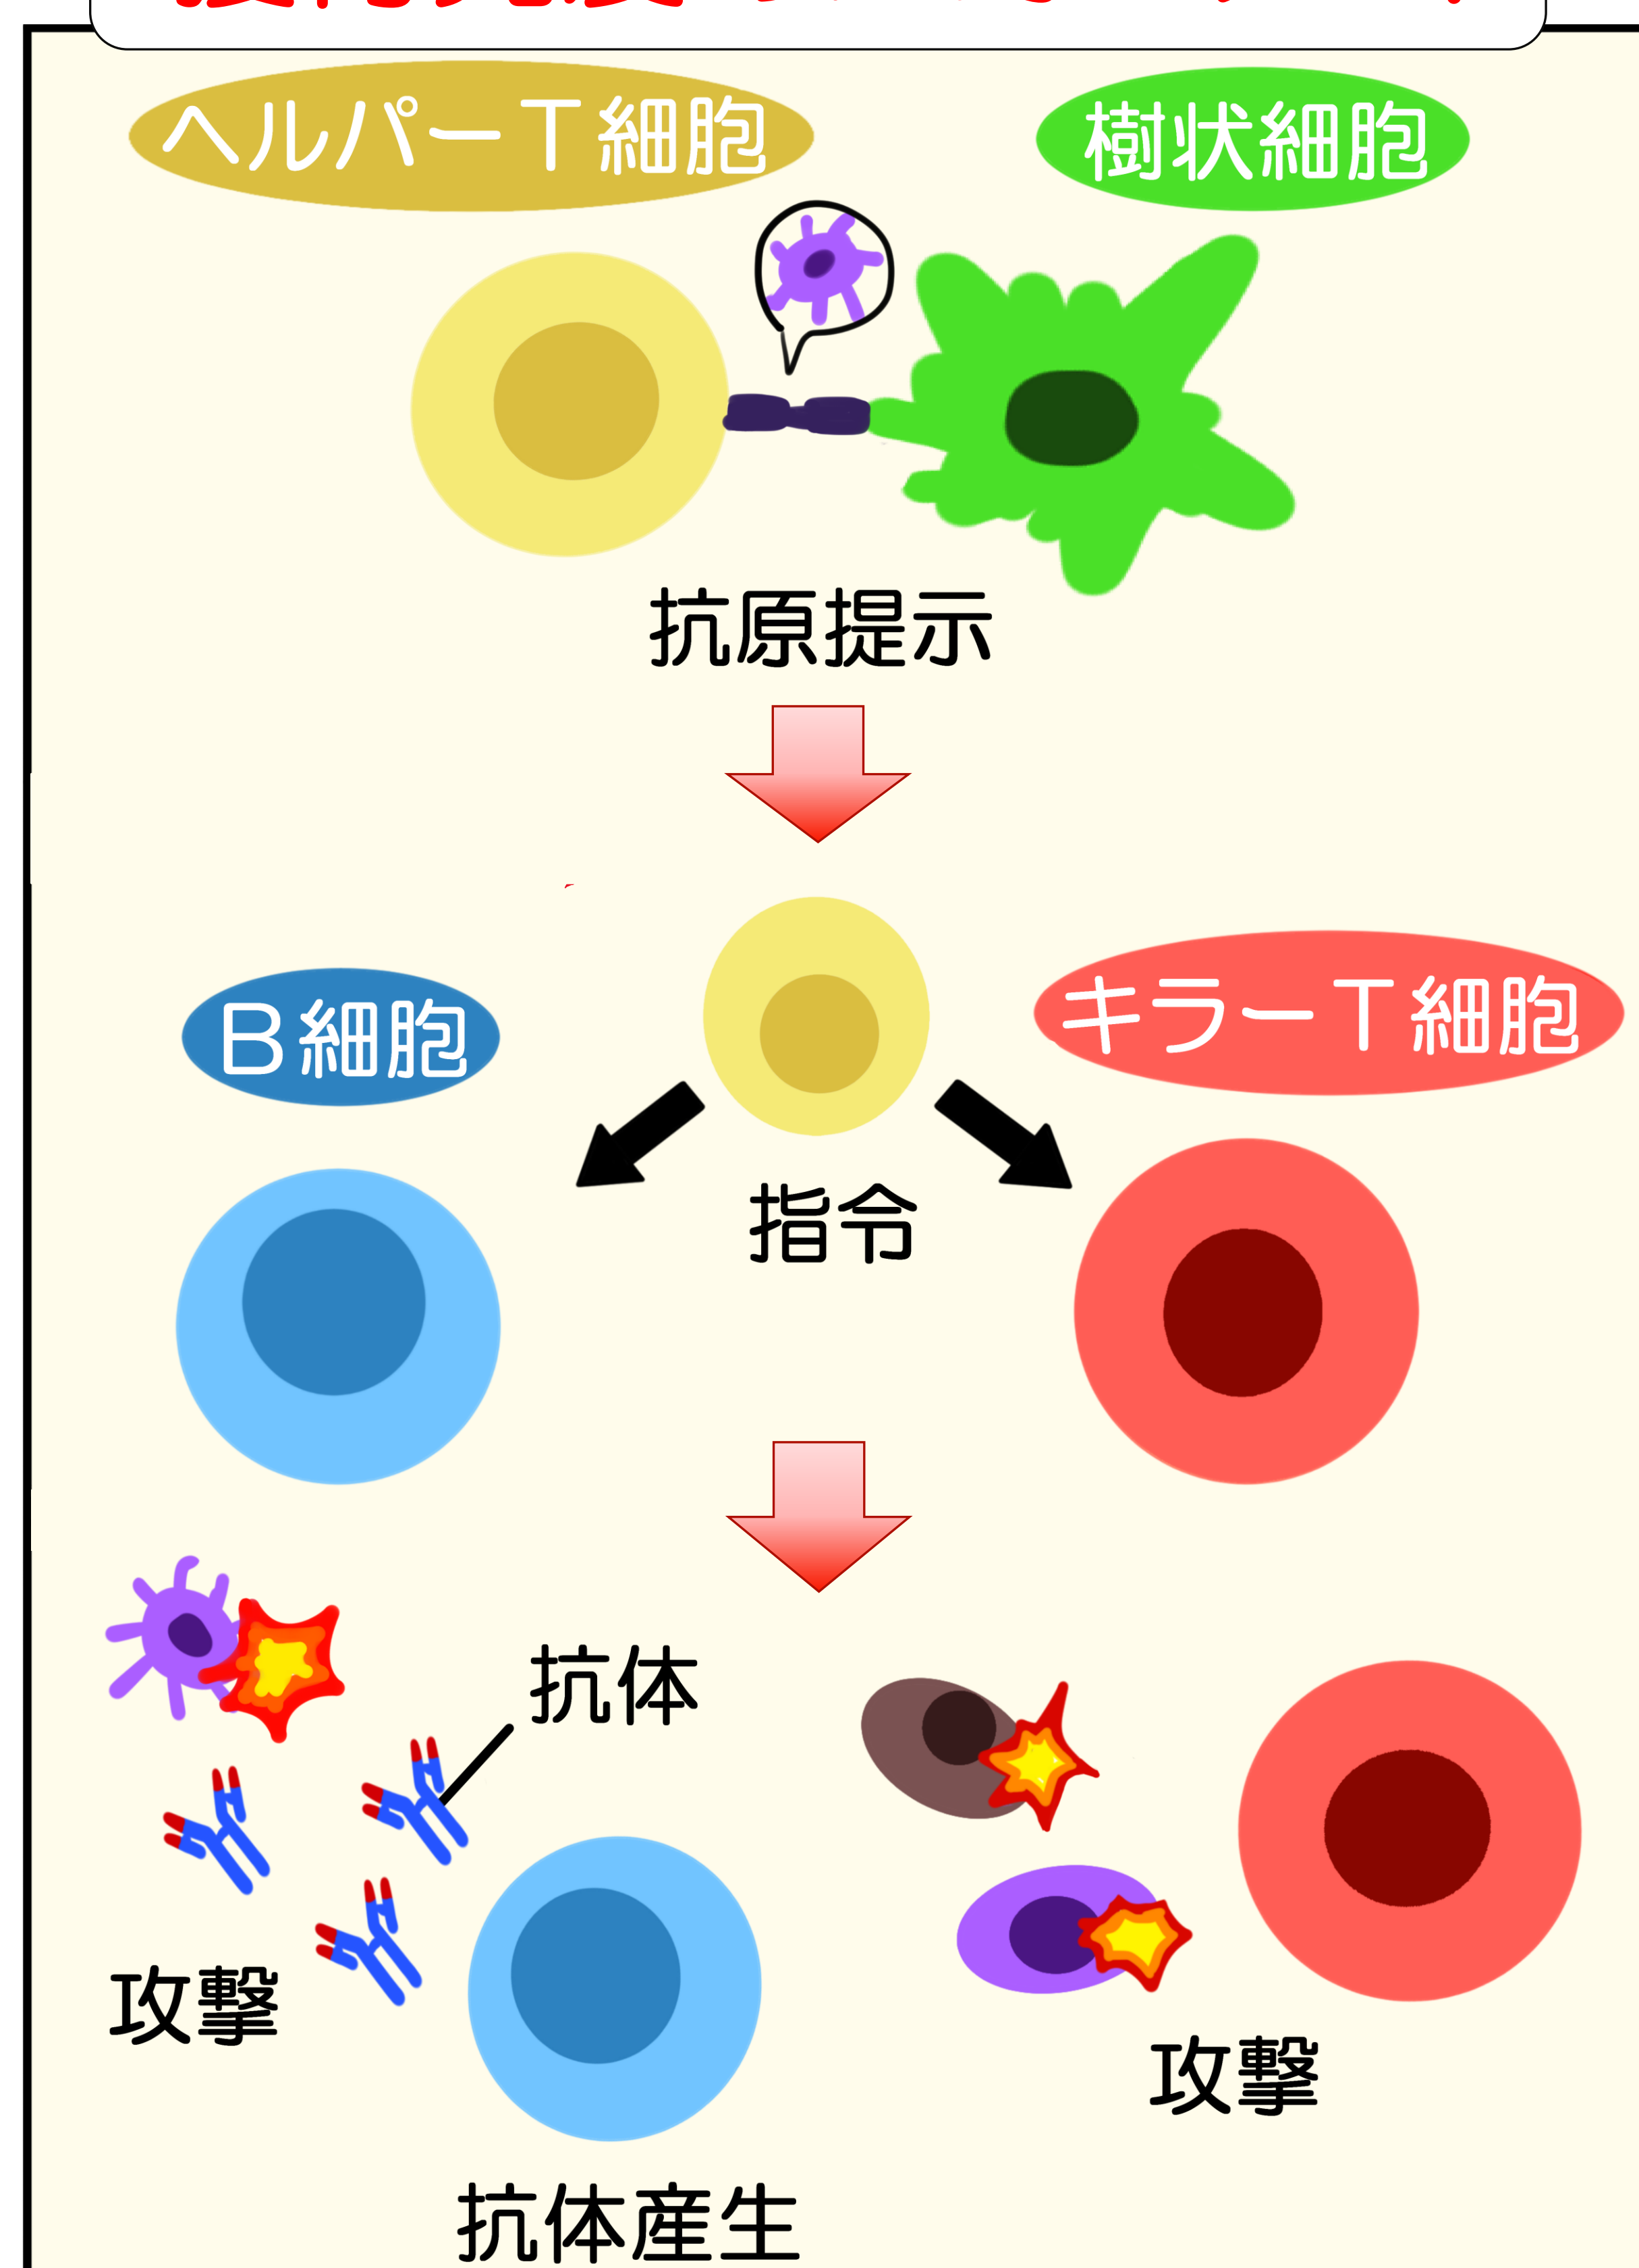 ヘルパーT細胞
樹状細胞
抗原提示
B細胞
キラーT細胞
指令
抗体
攻撃
攻撃
抗体産生